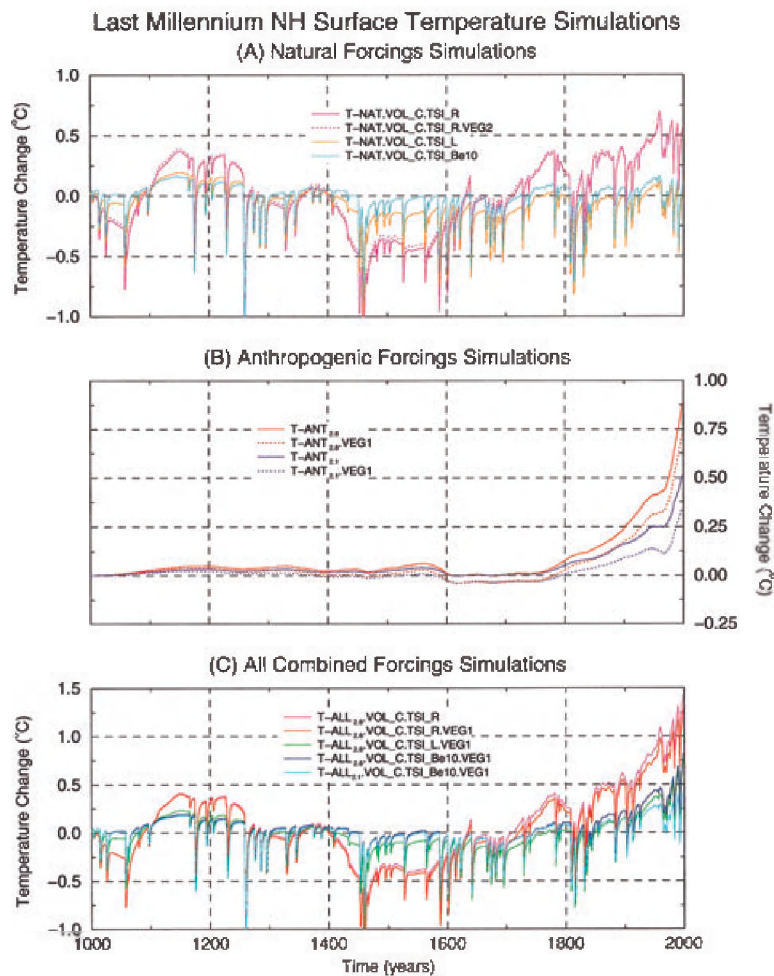 Last Millennium NH Surface Temperature Simulations
(A) Natural Forcings Simulations
1.0
0.5
0.0
−0.5
−1.0
Temperature Change (°C)
T−NAT.VOL_C.TSI_R
T−NAT.VOL_C.TSI_R.VEG2
T−NAT.VOL_C.TSI_L
T−NAT.VOL_C.TSI_Be10
(B) Anthropogenic Forcings Simulations
T−ANT
T−ANT .VEG1
T−ANT
T−ANT .VEG1
1.00
0.75
0.50
0.25
0.00
−0.25
Temperature Change (°C)
(C) All Combined Forcings Simulations
1.5
1.0
0.5
0.0
−0.5
−1.0
Temperature Change (°C)
T−ALL .VOL_C.TSI_R
T−ALL .VOL_C.TSI_R.VEG1
T−ALL .VOL_C.TSI_L.VEG1
T−ALL .VOL_C.TSI_Be10.VEG1
T−ALL .VOL_C.TSI_Be10.VEG1
1000 1200 1400 1600 1800 2000
Time (years)